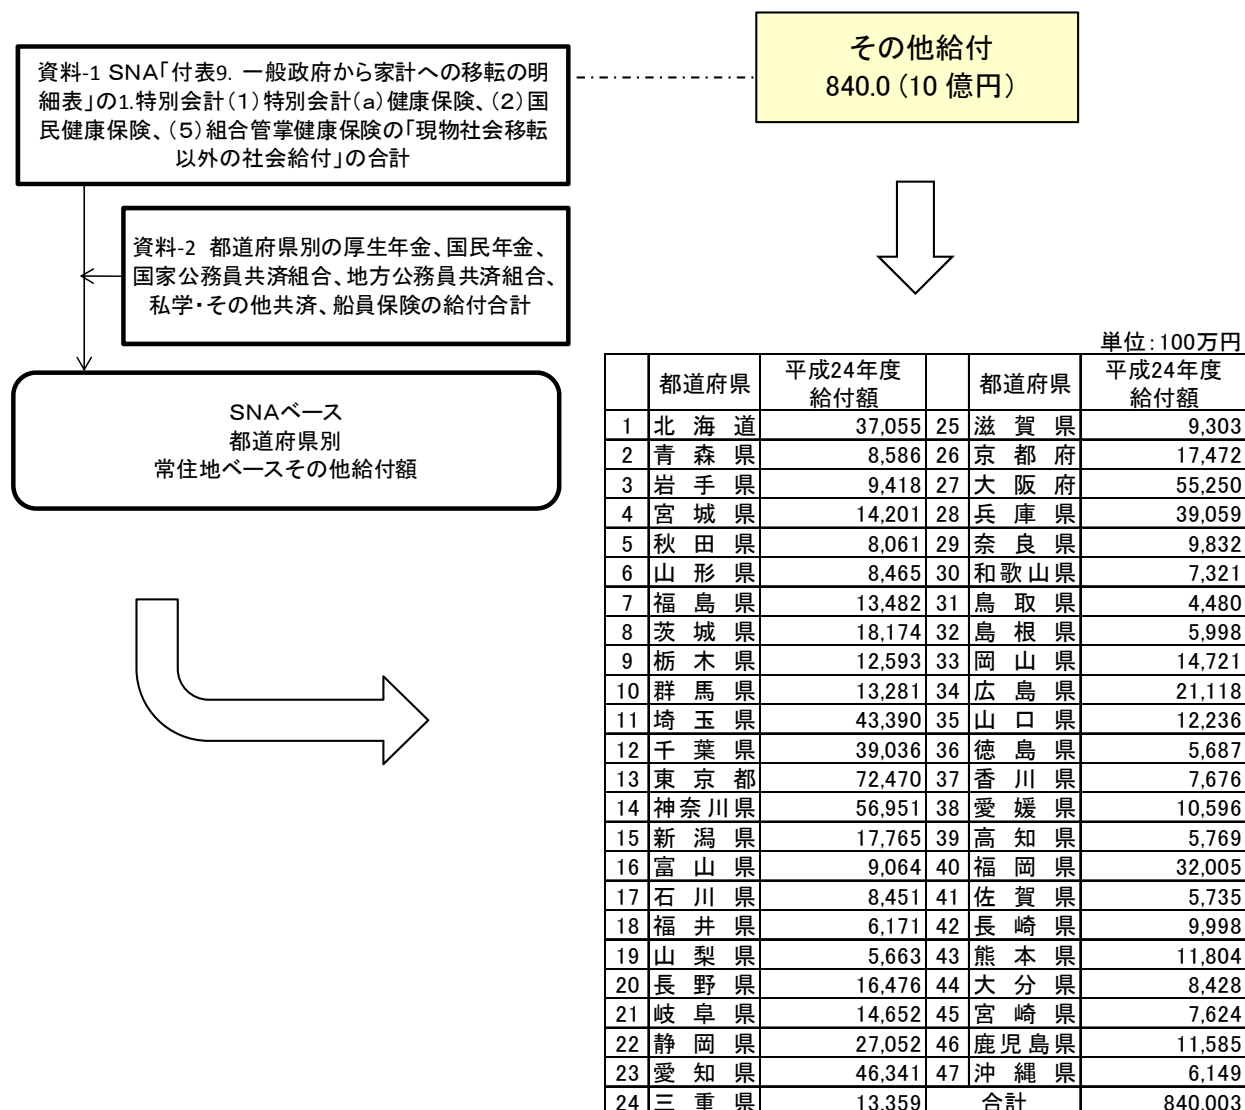 その他給付
840.0（10 億円）
資料-1 SNA「付表9．一般政府から家計への移転の明
細表」の1.特別会計（1）特別会計（a）健康保険、（2）国
民健康保険、（5）組合管掌健康保険の「現物社会移転
以外の社会給付」の合計
資料-2 都道府県別の厚生年金、国民年金、
国家公務員共済組合、地方公務員共済組合、
私学・その他共済、船員保険の給付合計
SNAベース
都道府県別
常住地ベースその他給付額
単位：100万円
都道府県 平成24年度 給付額 都道府県 平成24年度 給付額
1 北海道 37,055 25 滋賀県 9,303
2 青森県 8,586 26 京都府 17,472
3 岩手県 9,418 27 大阪府 55,250
4 宮城県 14,201 28 兵庫県 39,059
5 秋田県 8,061 29 奈良県 9,832
6 山形県 8,465 30 和歌山県 7,321
7 福島県 13,482 31 鳥取県 4,480
8 茨城県 18,174 32 島根県 5,998
9 栃木県 12,593 33 岡山県 14,721
10 群馬県 13,281 34 広島県 21,118
11 埼玉県 43,390 35 山口県 12,236
12 千葉県 39,036 36 徳島県 5,687
13 東京都 72,470 37 香川県 7,676
14 神奈川県 56,951 38 愛媛県 10,596
15 新潟県 17,765 39 高知県 5,769
16 富山県 9,064 40 福岡県 32,005
17 石川県 8,451 41 佐賀県 5,735
18 福井県 6,171 42 長崎県 9,998
19 山梨県 5,663 43 熊本県 11,804
20 長野県 16,476 44 大分県 8,428
21 岐阜県 14,652 45 宮崎県 7,624
22 静岡県 27,052 46 鹿児島県 11,585
23 愛知県 46,341 47 沖縄県 6,149
24 三重県 13,359 合計 840,003